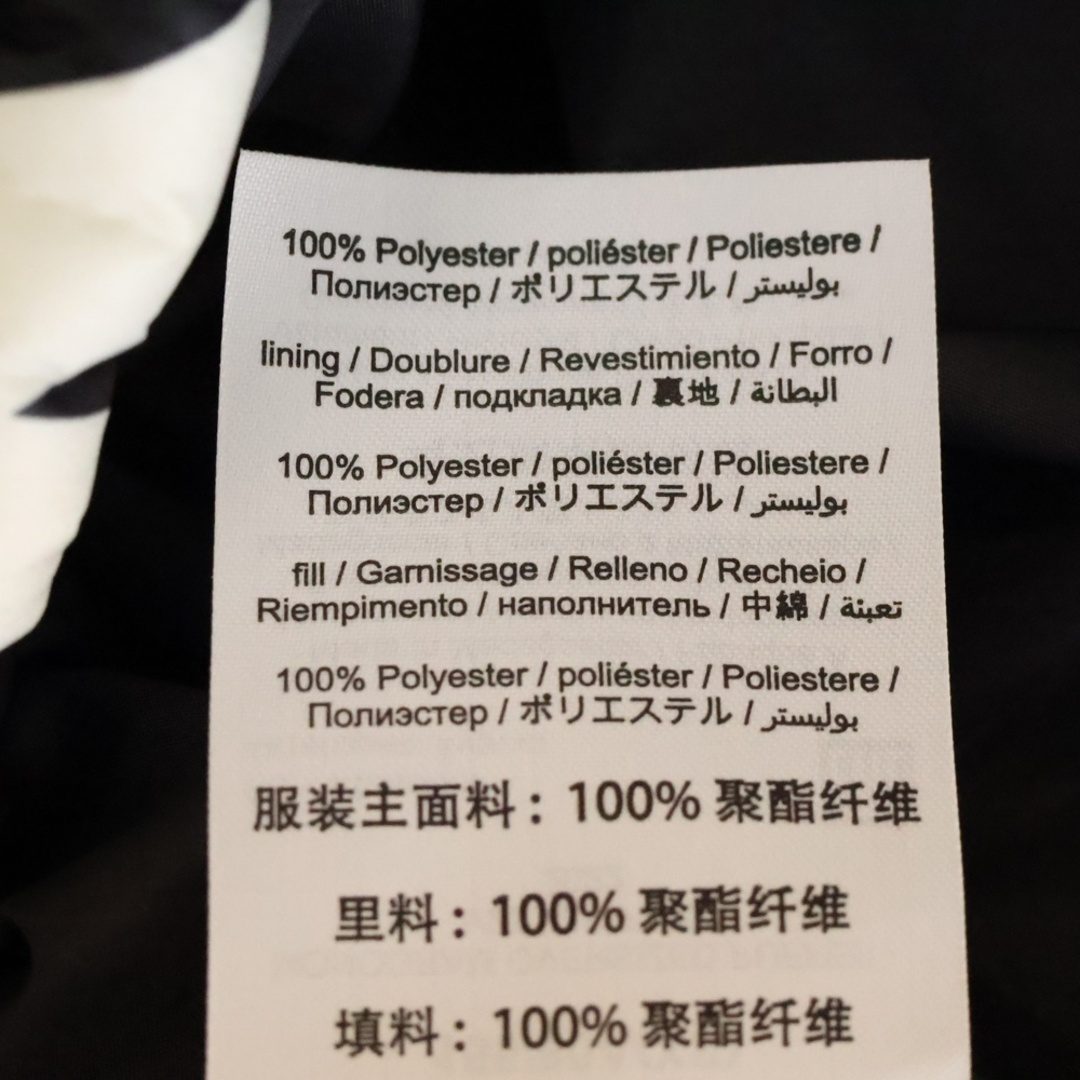 100% Polyester / poliéster / Poliestere /
Полиэстер / ポリエステル / بوليستر
lining / Doublure / Revestimiento / Forro /
Fodera / подкладка / 裏地 / البطانة
100% Polyester / poliéster / Poliestere /
Полиэстер / ポリエステル / بوليستر
fill / Garnissage / Relleno / Recheio /
Riempimento / наполнитель / 中綿 / تعبئة
100% Polyester / poliéster / Poliestere /
Полиэстер / ポリエステル / بوليستر
服装主面料: 100% 聚酯纤维
里料: 100% 聚酯纤维
填料: 100% 聚酯纤维